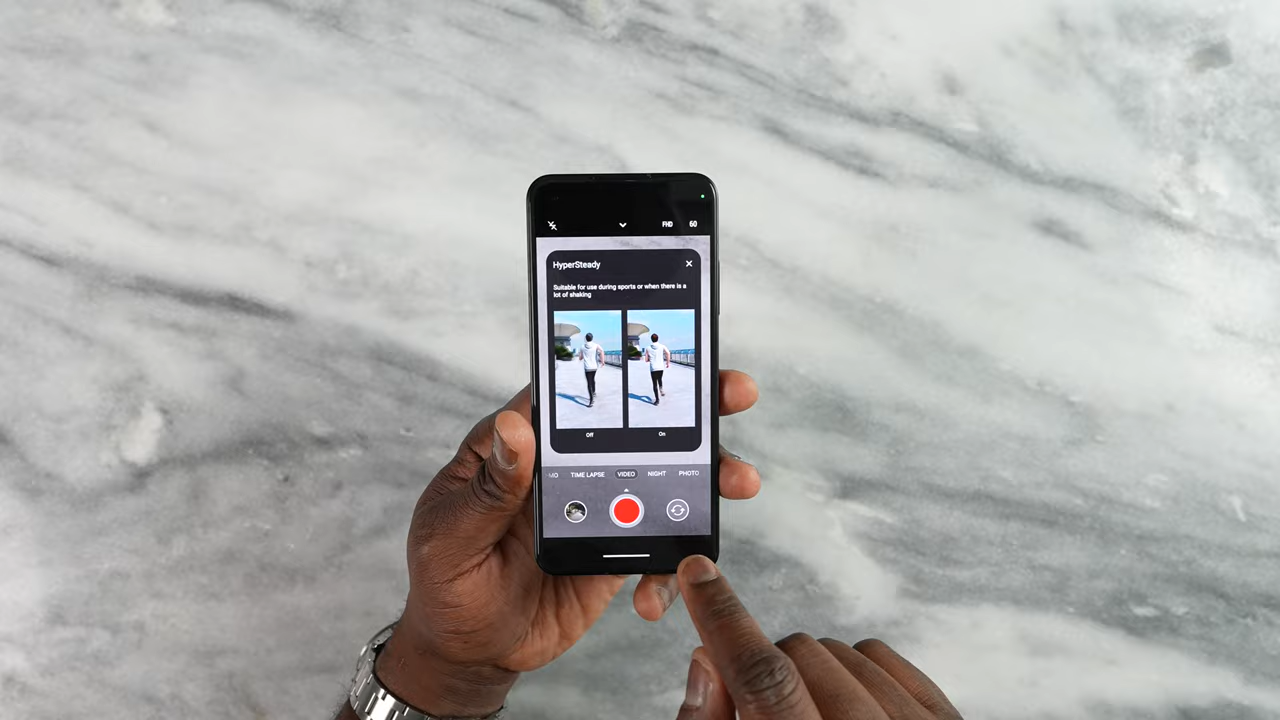 FHD 60
HyperSteady
Suitable for use during sports or when there is a
lot of shaking
Off On
MO TIME LAPSE VIDEO NIGHT PHOTO